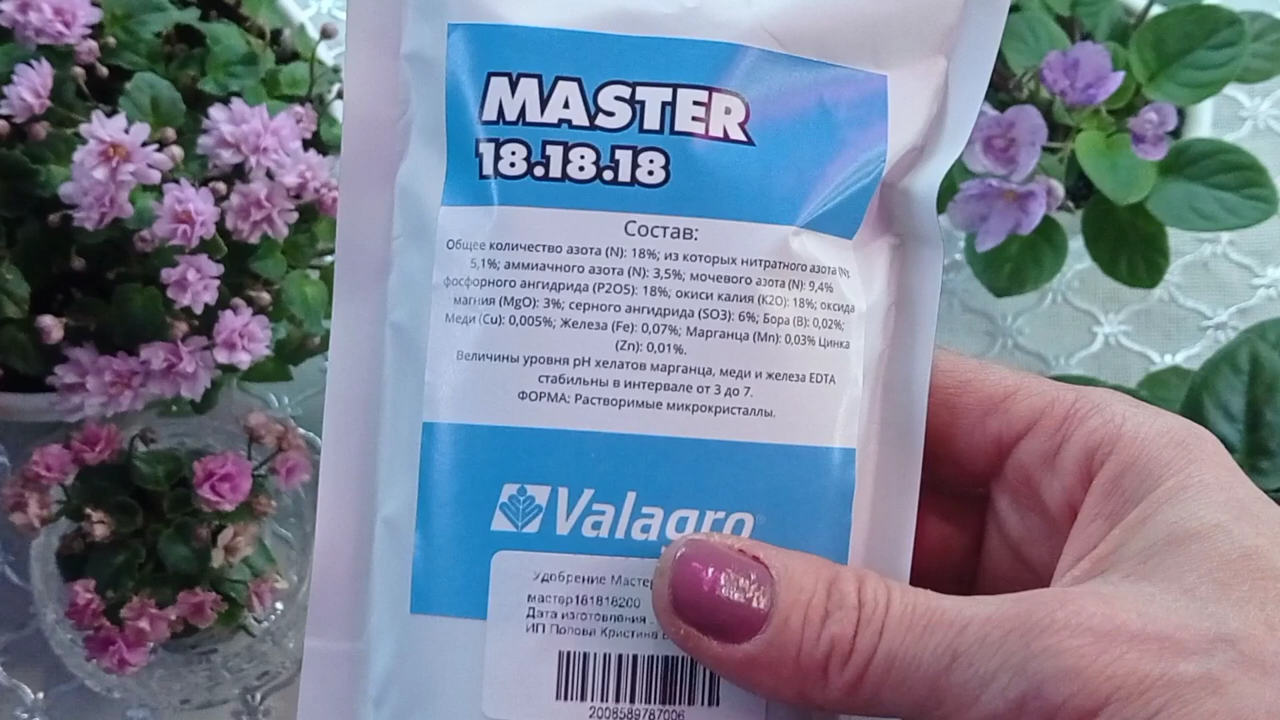 MASTER
18.18.18
Состав:
Общее количество азота (N): 18%; из которых нитратного азота (N):
5,1%; аммиачного азота (N): 3,5%; мочевого азота (N): 9,4%
фосфорного ангидрида (P2O5): 18%; окиси калия (K2O): 18%; оксида
магния (MgO): 3%; серного ангидрида (SO3): 6%; Бора (B): 0,02%;
Меди (Cu): 0,005%; Железа (Fe): 0,07%; Марганца (Mn): 0,03% Цинка
(Zn): 0,01%.
Величины уровня pH хелатов марганца, меди и железа EDTA
стабильны в интервале от 3 до 7.
ФОРМА: Растворимые микрокристаллы.
Valagro
Удобрение Мастер
мастер181818200
Дата изготовления -
ИП Попова Кристина
2008589787006